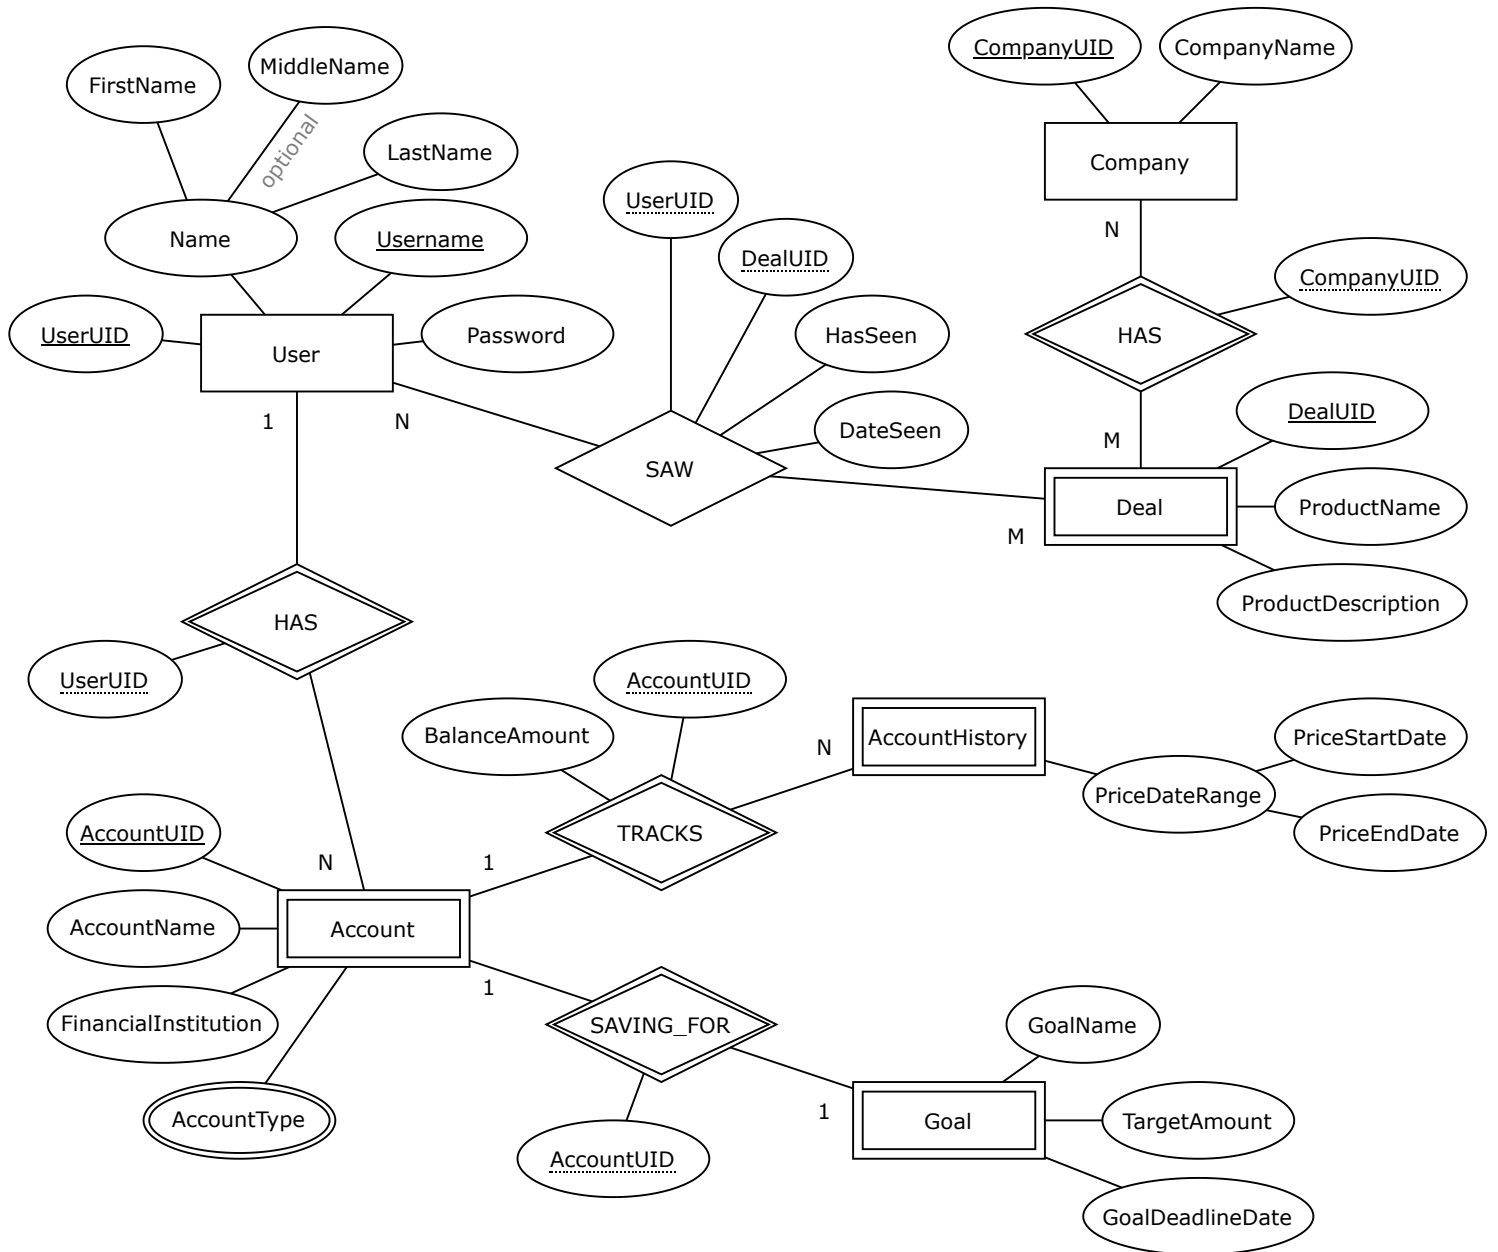 CompanyUID
CompanyName
MiddleName
FirstName
optional
LastName
Company
UserUID
Name
Username
N
DealUID
CompanyUID
UserUID
Password
HasSeen
HAS
User
DealUID
1
N
DateSeen
M
SAW
Deal
ProductName
M
ProductDescription
HAS
UserUID
AccountUID
BalanceAmount
N
AccountHistory
PriceStartDate
PriceDateRange
AccountUID
TRACKS
PriceEndDate
N
1
AccountName
Account
1
FinancialInstitution
SAVING_FOR
GoalName
1
AccountType
Goal
TargetAmount
AccountUID
GoalDeadlineDate